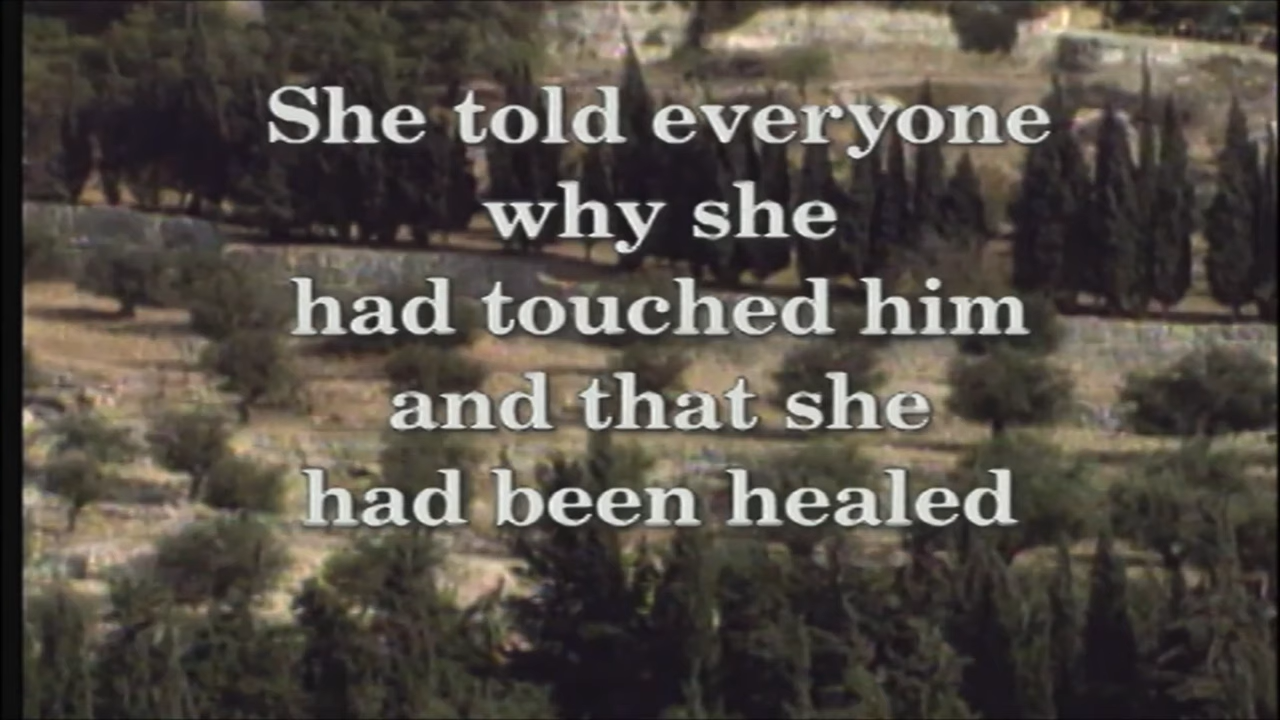 She told everyone
why she
had touched him
and that she
had been healed